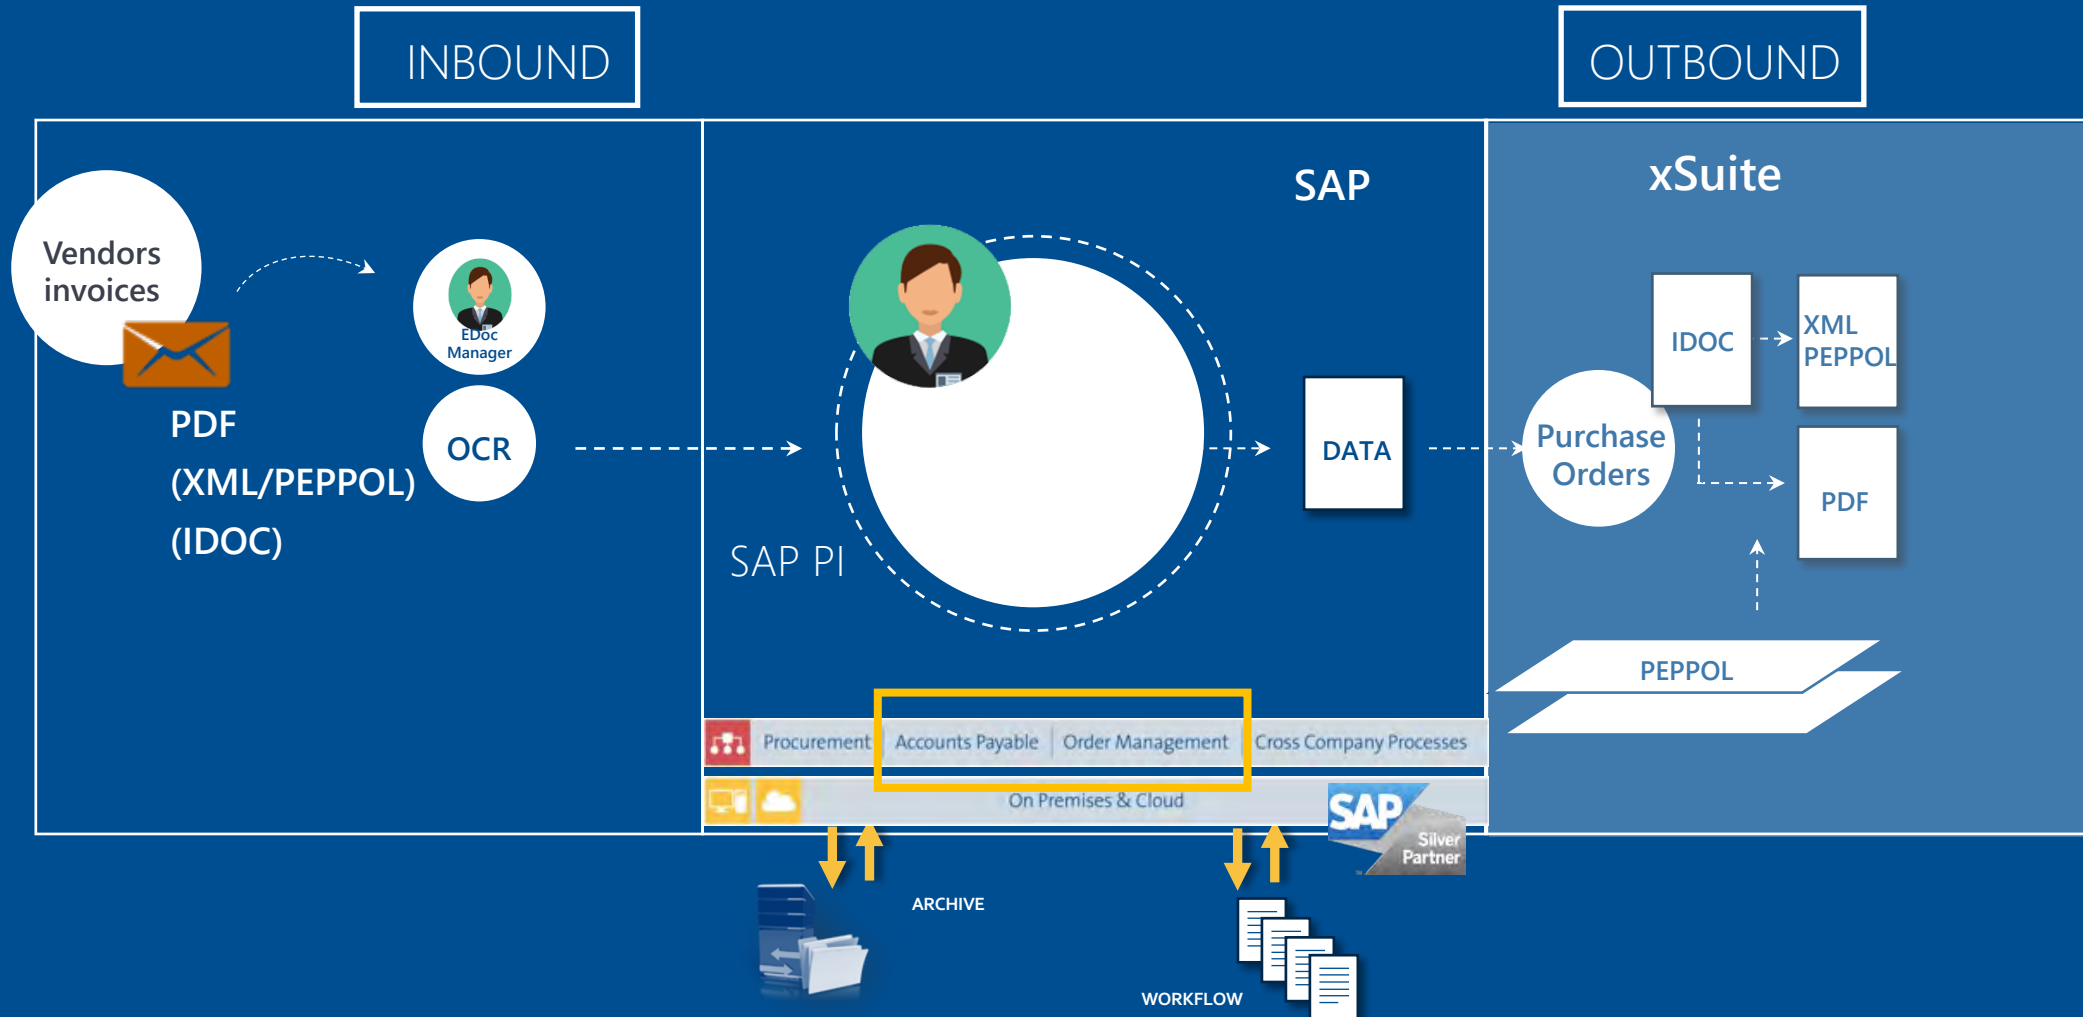 INBOUND
OUTBOUND
Vendors
invoices
PDF
(XML/PEPPOL)
(IDOC)
EDoc
Manager
OCR
SAP
SAP PI
DATA
xSuite
Purchase
Orders
IDOC
XML
PEPPOL
PDF
PEPPOL
Procurement Accounts Payable Order Management Cross Company Processes
On Premises & Cloud
SAP
Silver
Partner
ARCHIVE
WORKFLOW